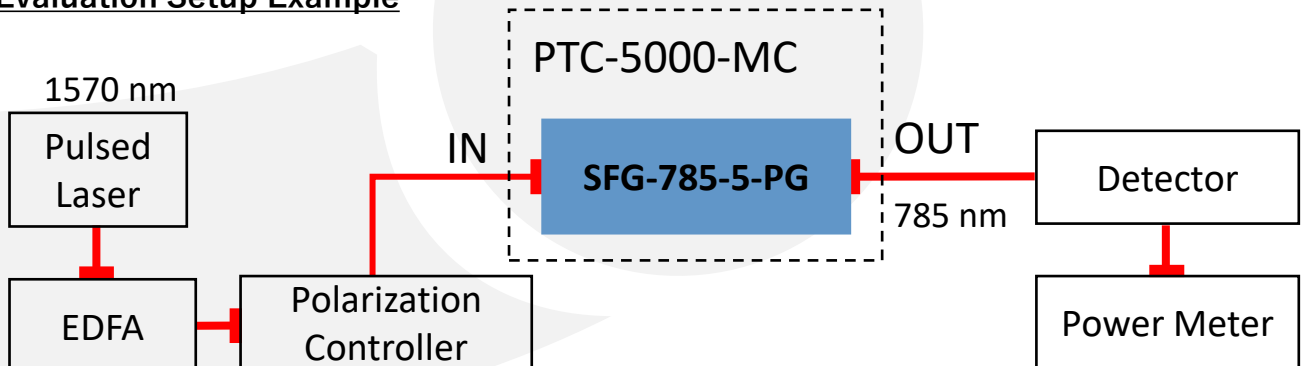 Evaluation Setup Example
PTC-5000-MC
1570 nm
Pulsed
Laser
IN
SFG-785-5-PG
OUT
785 nm
Detector
EDFA
Polarization
Controller
Power Meter